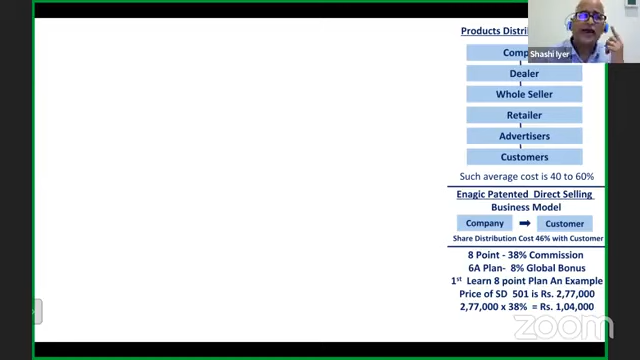 Products
Shashi Iyer
Dealer
Whole Seller
Retailer
Advertisers
Customers
Such average cost is 40 to 60%
Enagic Patented Direct Selling
Business Model
Company Customer
Share Distribution Cost 46% with Customer
8 Point - 38% Commission
6A Plan- 8% Global Bonus
1st Learn 8 point Plan An Example
Price of SD 501 is Rs. 2,77,000
2,77,000 x 38% = Rs. 1,04,000
zoom